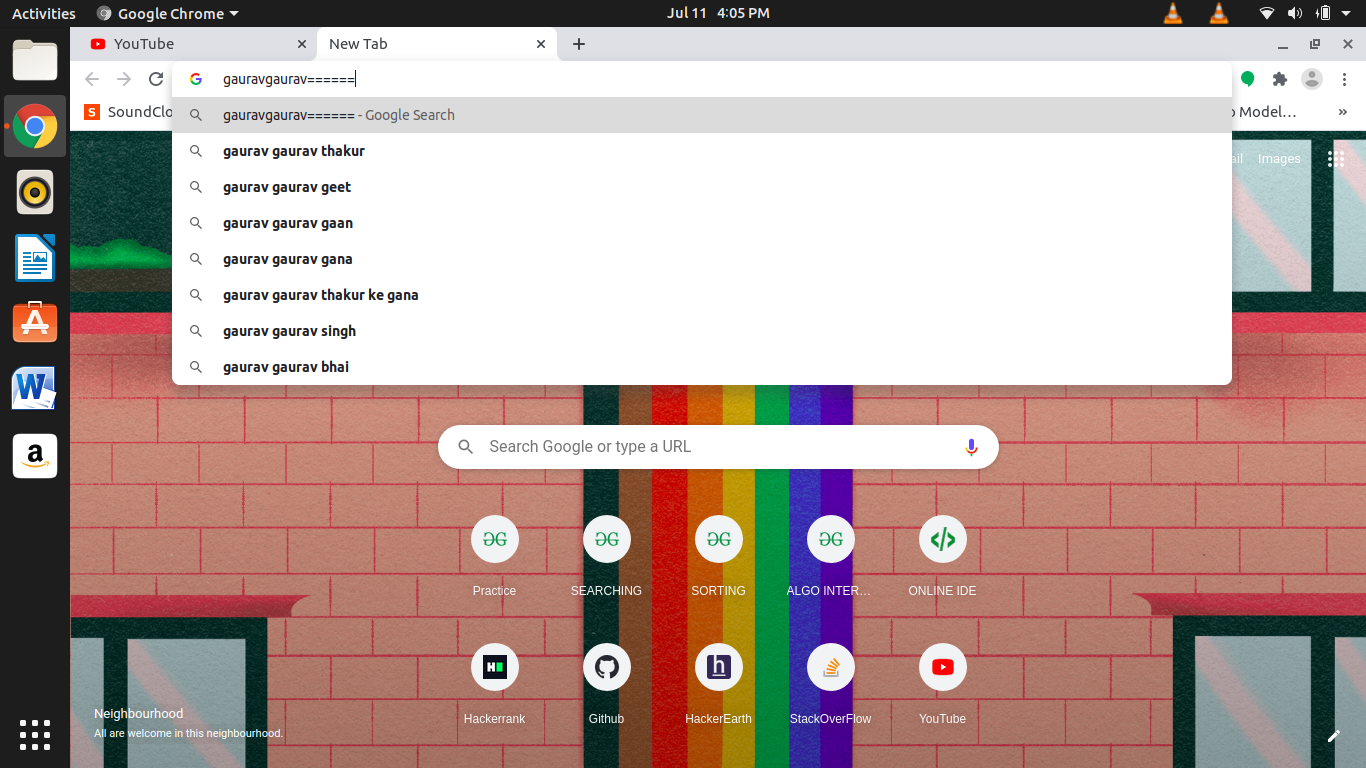 Activities Google Chrome Jul 11 4:05 PM
YouTube New Tab
gauravgaurav======
SoundClo Model…
gauravgaurav====== - Google Search
gaurav gaurav thakur
ail Images
gaurav gaurav geet
gaurav gaurav gaan
gaurav gaurav gana
gaurav gaurav thakur ke gana
gaurav gaurav singh
gaurav gaurav bhai
Search Google or type a URL
Practice SEARCHING SORTING ALGO INTER… ONLINE IDE
Hackerrank Github HackerEarth StackOverFlow YouTube
Neighbourhood
All are welcome in this neighbourhood.